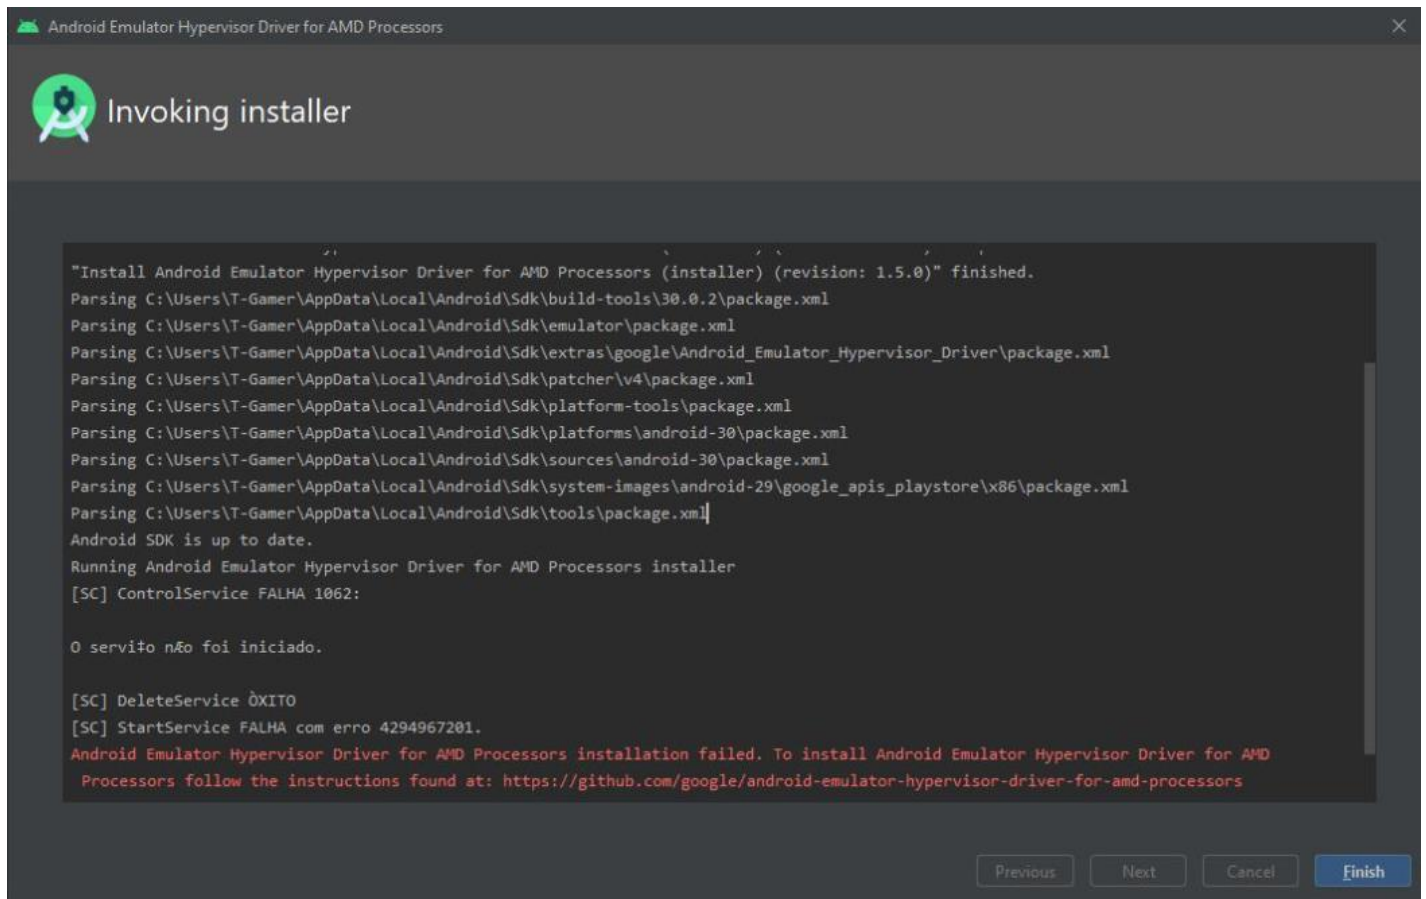 Android Emulator Hypervisor Driver for AMD Processors
Invoking installer
"Install Android Emulator Hypervisor Driver for AMD Processors (installer) (revision: 1.5.0)" finished.
Parsing C:\Users\T-Gamer\AppData\Local\Android\Sdk\build-tools\30.0.2\package.xml
Parsing C:\Users\T-Gamer\AppData\Local\Android\Sdk\emulator\package.xml
Parsing C:\Users\T-Gamer\AppData\Local\Android\Sdk\extras\google\Android_Emulator_Hypervisor_Driver\package.xml
Parsing C:\Users\T-Gamer\AppData\Local\Android\Sdk\patcher\v4\package.xml
Parsing C:\Users\T-Gamer\AppData\Local\Android\Sdk\platform-tools\package.xml
Parsing C:\Users\T-Gamer\AppData\Local\Android\Sdk\platforms\android-30\package.xml
Parsing C:\Users\T-Gamer\AppData\Local\Android\Sdk\sources\android-30\package.xml
Parsing C:\Users\T-Gamer\AppData\Local\Android\Sdk\system-images\android-29\google_apis_playstore\x86\package.xml
Parsing C:\Users\T-Gamer\AppData\Local\Android\Sdk\tools\package.xml
Android SDK is up to date.
Running Android Emulator Hypervisor Driver for AMD Processors installer
[SC] ControlService FALHA 1062:
O servi‡o nÆo foi iniciado.
[SC] DeleteService ÒXITO
[SC] StartService FALHA com erro 4294967201.
Android Emulator Hypervisor Driver for AMD Processors installation failed. To install Android Emulator Hypervisor Driver for AMD
Processors follow the instructions found at: https://github.com/google/android-emulator-hypervisor-driver-for-amd-processors
Previous Next Cancel Finish